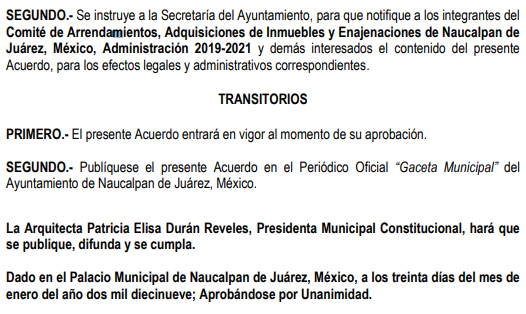 SEGUNDO.- Se instruye a la Secretaría del Ayuntamiento, para que notifique a los integrantes del
Comité de Arrendamientos, Adquisiciones de Inmuebles y Enajenaciones de Naucalpan de
Juárez, México, Administración 2019-2021 y demás interesados el contenido del presente
Acuerdo, para los efectos legales y administrativos correspondientes.
TRANSITORIOS
PRIMERO.- El presente Acuerdo entrará en vigor al momento de su aprobación.
SEGUNDO.- Publíquese el presente Acuerdo en el Periódico Oficial “Gaceta Municipal” del
Ayuntamiento de Naucalpan de Juárez, México.
La Arquitecta Patricia Elisa Durán Reveles, Presidenta Municipal Constitucional, hará que
se publique, difunda y se cumpla.
Dado en el Palacio Municipal de Naucalpan de Juárez, México, a los treinta días del mes de
enero del año dos mil diecinueve; Aprobándose por Unanimidad.